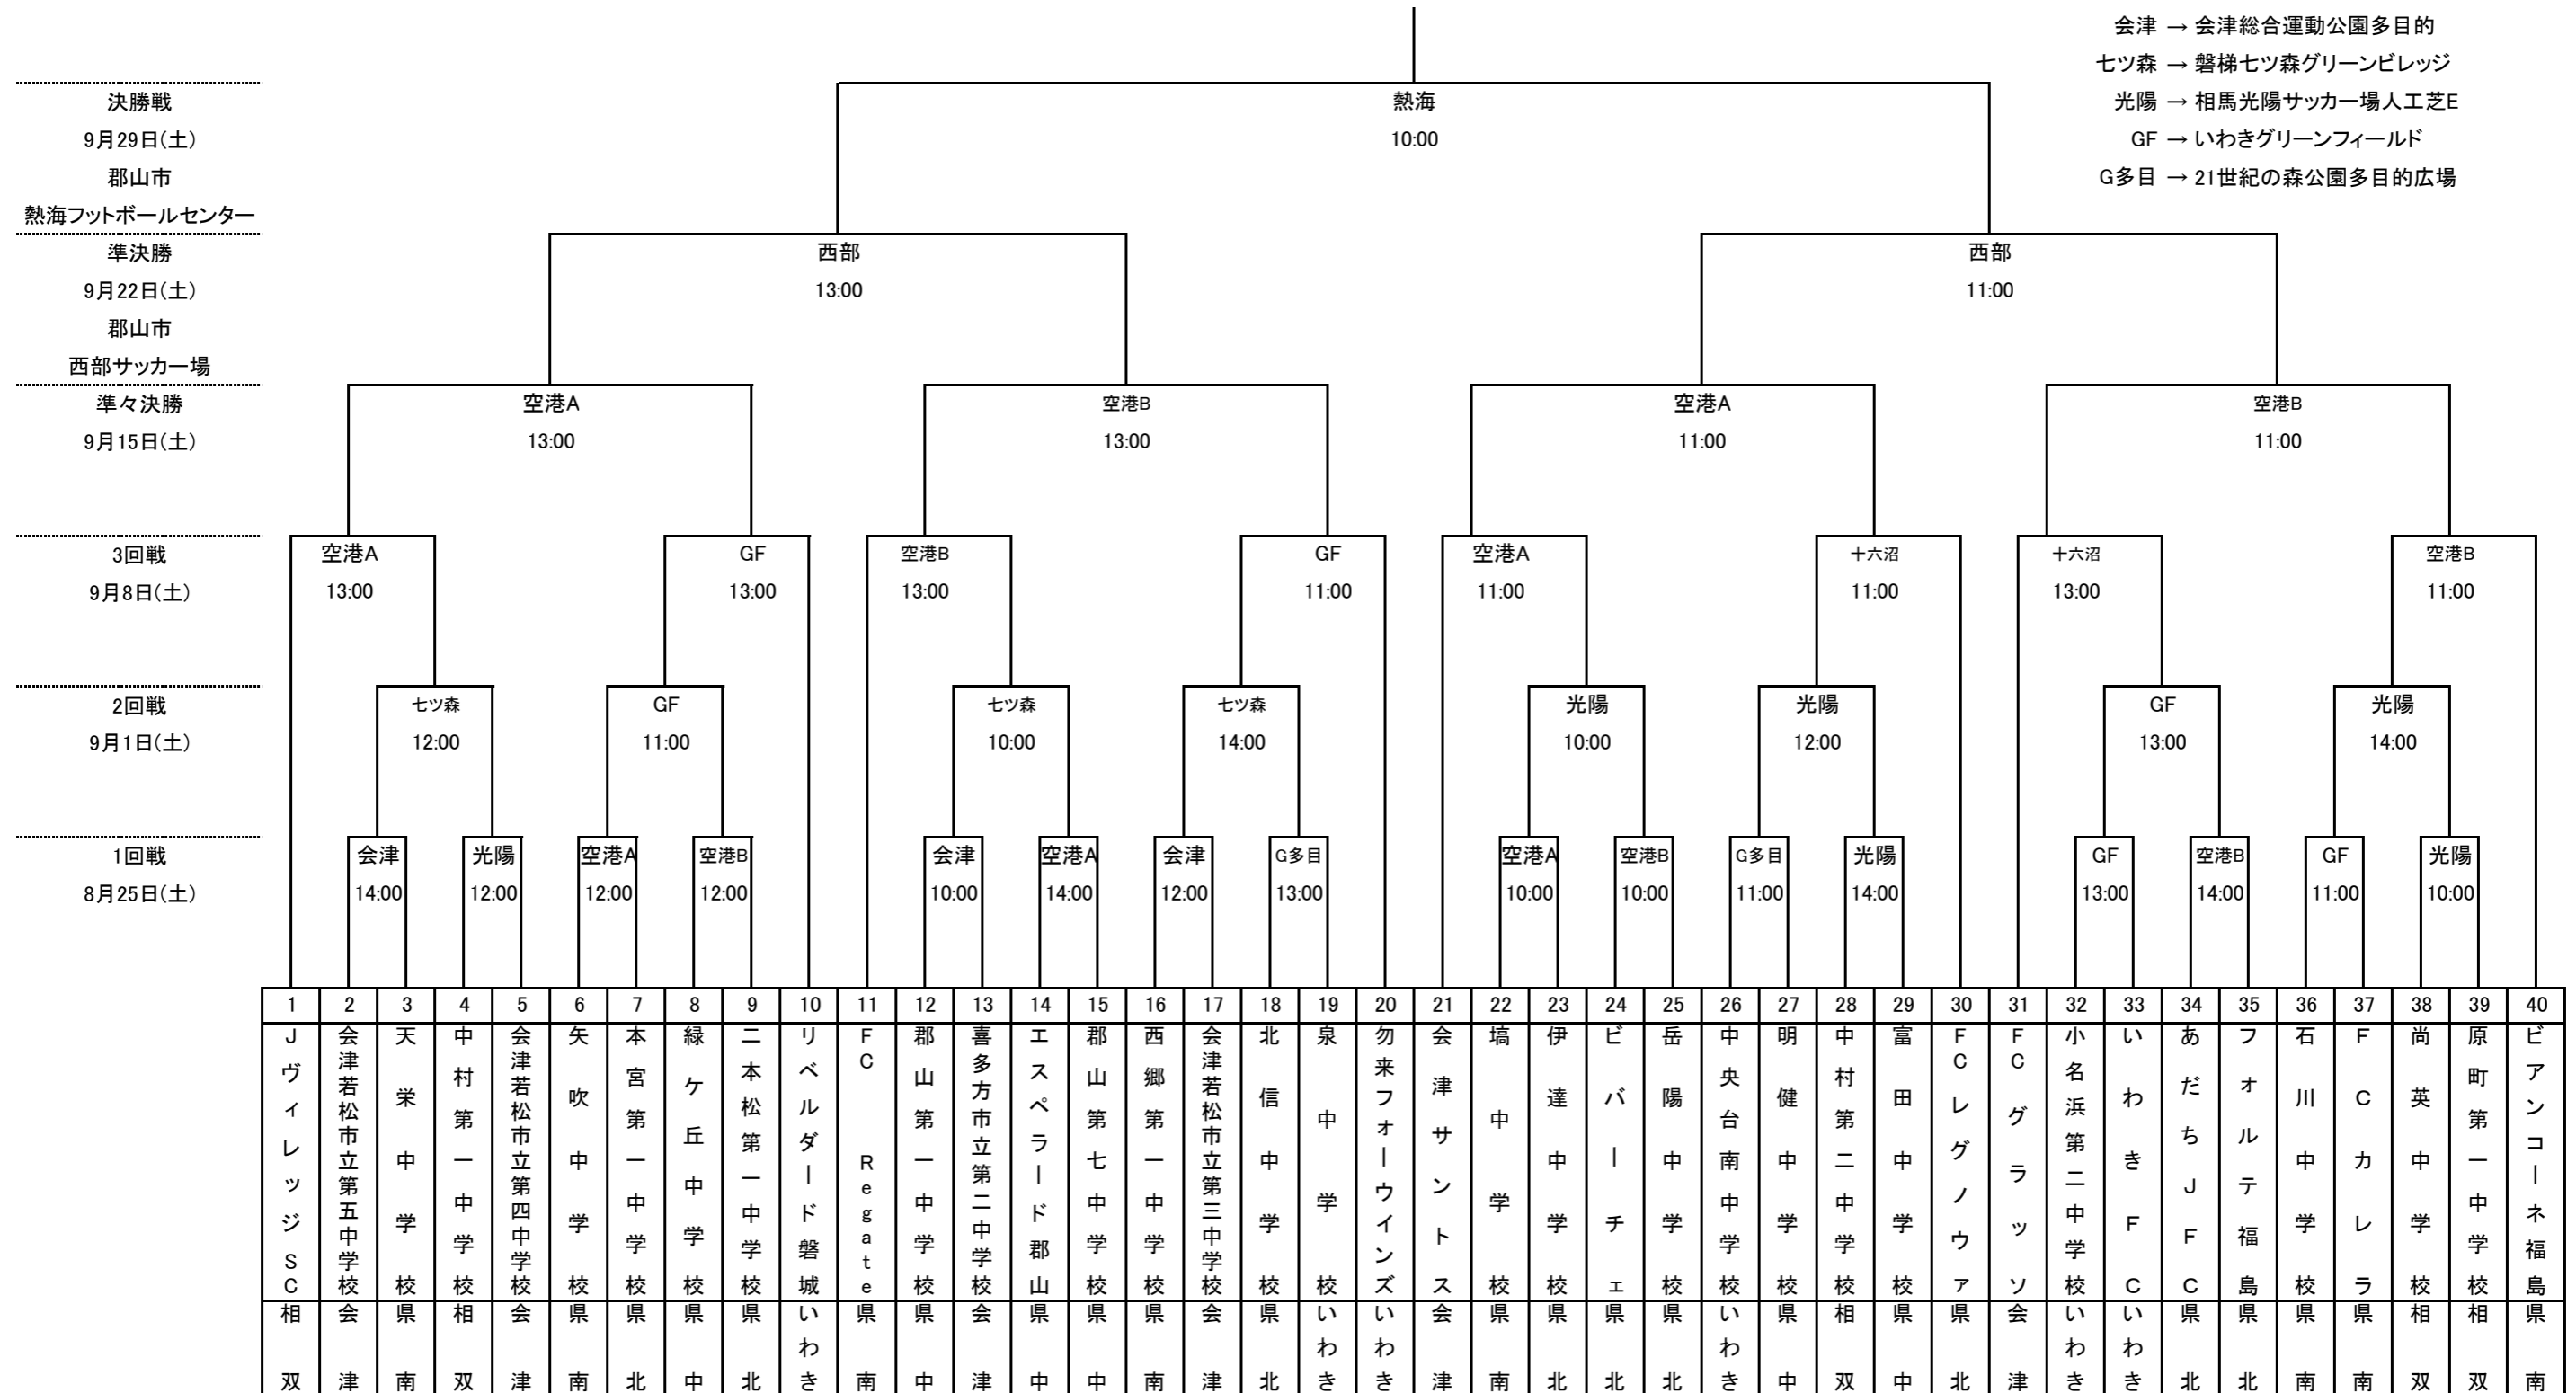 会津 → 会津総合運動公園多目的
七ツ森 → 磐梯七ツ森グリーンビレッジ
光陽 → 相馬光陽サッカー場人工芝E
GF → いわきグリーンフィールド
G多目 → 21世紀の森公園多目的広場
決勝戦
9月29日(土)
郡山市
熱海フットボールセンター
熱海
10:00
準決勝
9月22日(土)
郡山市
西部サッカー場
西部 西部
13:00 11:00
準々決勝
9月15日(土)
空港A 空港B 空港A 空港B
13:00 13:00 11:00 11:00
3回戦
9月8日(土)
空港A GF 空港B GF 空港A 十六沼 十六沼 空港B
13:00 13:00 13:00 11:00 11:00 11:00 13:00 11:00
2回戦
9月1日(土)
七ツ森 GF 七ツ森 七ツ森 光陽 光陽 GF 光陽
12:00 11:00 10:00 14:00 10:00 12:00 13:00 14:00
1回戦
8月25日(土)
会津 光陽 空港A 空港B 会津 空港A 会津 G多目 空港A 空港B G多目 光陽 GF 空港B GF 光陽
14:00 12:00 12:00 12:00 10:00 14:00 12:00 13:00 10:00 10:00 11:00 14:00 13:00 14:00 11:00 10:00
1 JヴィレッジSC 相双
2 会津若松市立第五中学校 会津
3 天栄中学校 県南
4 中村第一中学校 相双
5 会津若松市立第四中学校 会津
6 矢吹中学校 県南
7 本宮第一中学校 県北
8 緑ケ丘中学校 県中
9 二本松第一中学校 県北
10 リベルダード磐城 いわき
11 FC Regate 県南
12 郡山第一中学校 県中
13 喜多方市立第二中学校 会津
14 エスペラード郡山 県中
15 郡山第七中学校 県中
16 西郷第一中学校 県南
17 会津若松市立第三中学校 会津
18 北信中学校 県北
19 泉中学校 いわき
20 勿来フォーウインズ いわき
21 会津サントス 会津
22 塙中学校 県南
23 伊達中学校 県北
24 ビバーチェ 県北
25 岳陽中学校 県北
26 中央台南中学校 いわき
27 明健中学校 県中
28 中村第二中学校 相双
29 富田中学校 県中
30 FCレグノウァ 県北
31 FCグラッソ 会津
32 小名浜第二中学校 いわき
33 いわきFC いわき
34 あだちJFC 県北
35 フォルテ福島 県北
36 石川中学校 県南
37 FCカレラ 県南
38 尚英中学校 相双
39 原町第一中学校 相双
40 ビアンコーネ福島 県南